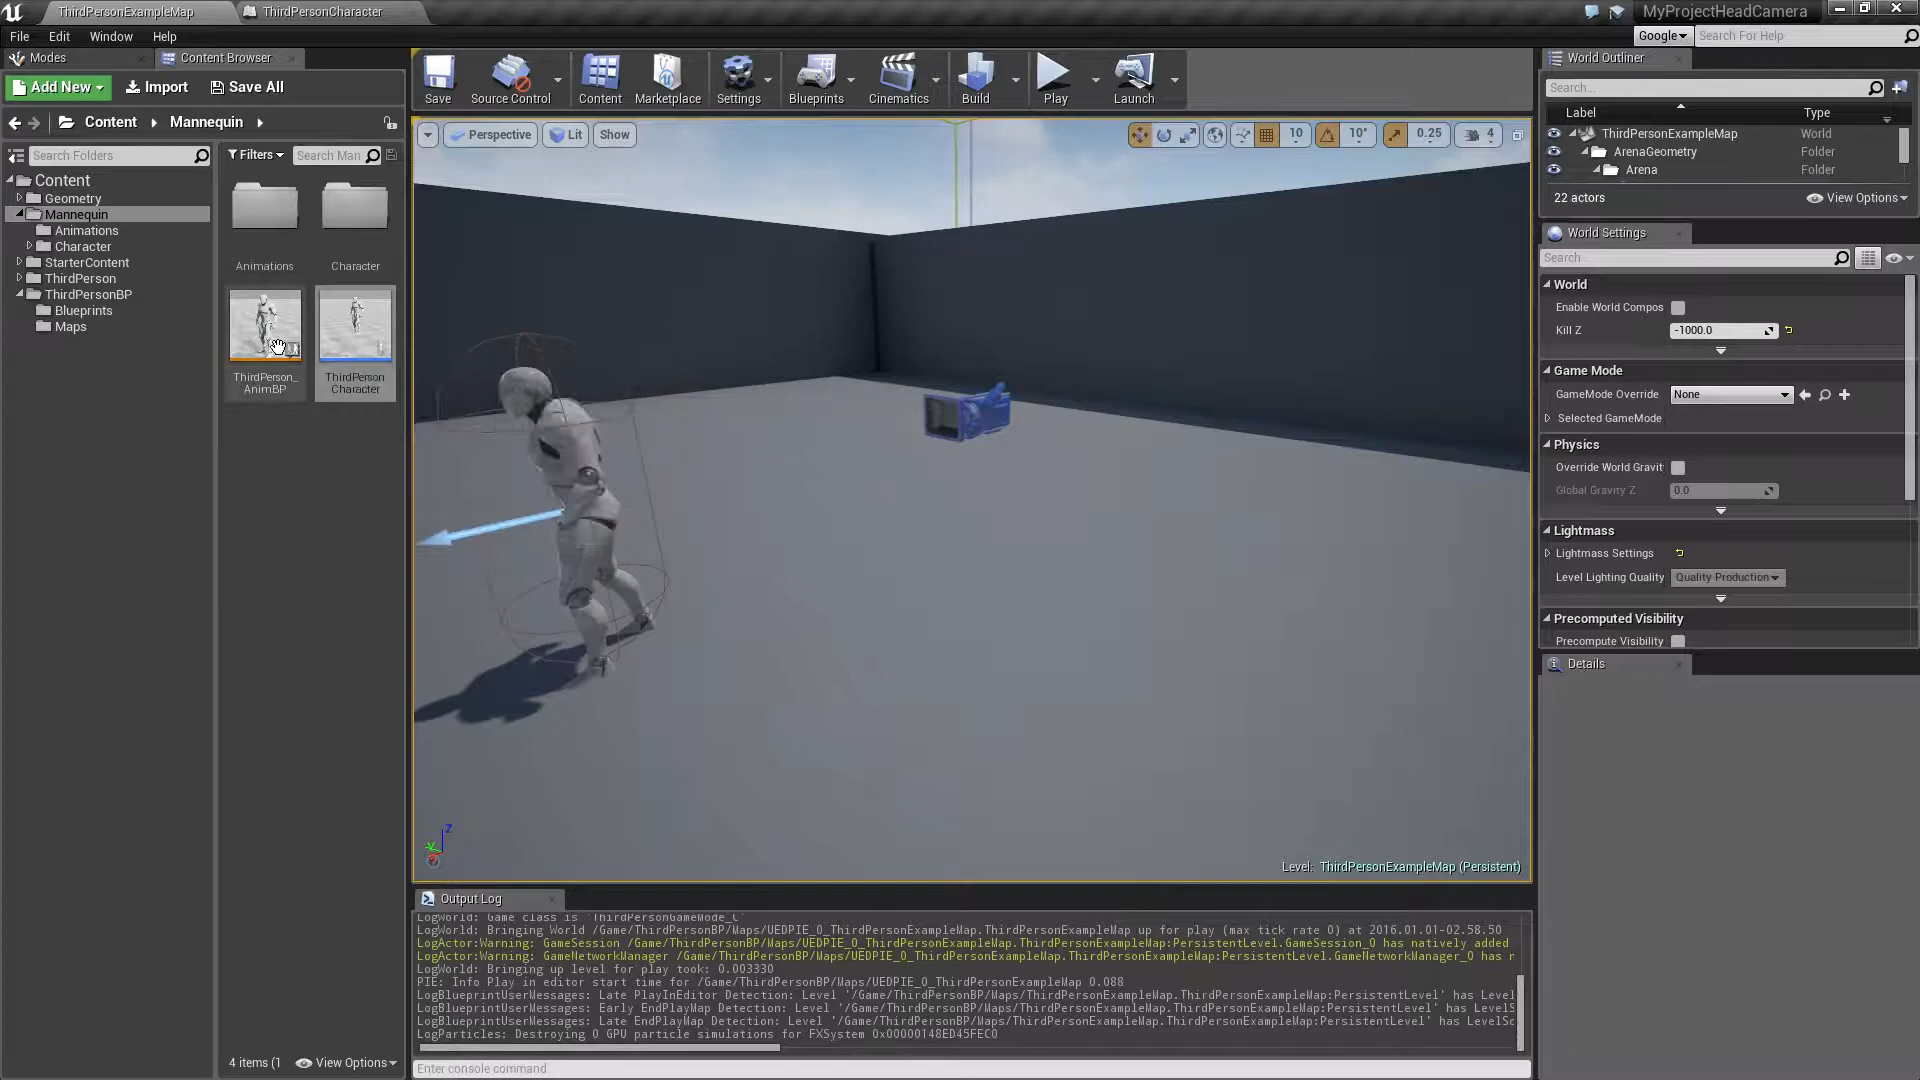 ThirdPersonExampleMap
ThirdPersonCharacter
MyProjectHeadCamera
File Edit Window Help
Google
Search For Help
Modes
Content Browser
Add New
Import
Save All
Content
Mannequin
Search Folders
Filters
Search Man
Content
Geometry
Mannequin
Animations
Character
StarterContent
ThirdPerson
ThirdPersonBP
Blueprints
Maps
Animations
Character
ThirdPerson_
AnimBP
ThirdPerson
Character
4 items (1
View Options
Save
Source Control
Content
Marketplace
Settings
Blueprints
Cinematics
Build
Play
Launch
Perspective
Lit
Show
10
10°
0.25
4
Z
Level: ThirdPersonExampleMap (Persistent)
Output Log
LogWorld: Game class is 'ThirdPersonGameMode_C'
LogWorld: Bringing World /Game/ThirdPersonBP/Maps/UEDPIE_0_ThirdPersonExampleMap.ThirdPersonExampleMap up for play (max tick rate 0) at 2016.01.01-02.58.50
LogActor:Warning: GameSession /Game/ThirdPersonBP/Maps/UEDPIE_0_ThirdPersonExampleMap.ThirdPersonExampleMap:PersistentLevel.GameSession_0 has natively added
LogActor:Warning: GameNetworkManager /Game/ThirdPersonBP/Maps/UEDPIE_0_ThirdPersonExampleMap.ThirdPersonExampleMap:PersistentLevel.GameNetworkManager_0 has n
LogWorld: Bringing up level for play took: 0.003330
PIE: Info Play in editor start time for /Game/ThirdPersonBP/Maps/UEDPIE_0_ThirdPersonExampleMap 0.088
LogBlueprintUserMessages: Late PlayInEditor Detection: Level '/Game/ThirdPersonBP/Maps/ThirdPersonExampleMap.ThirdPersonExampleMap:PersistentLevel' has Level
LogBlueprintUserMessages: Early EndPlayMap Detection: Level '/Game/ThirdPersonBP/Maps/ThirdPersonExampleMap.ThirdPersonExampleMap:PersistentLevel' has LevelS
LogBlueprintUserMessages: Late EndPlayMap Detection: Level '/Game/ThirdPersonBP/Maps/ThirdPersonExampleMap.ThirdPersonExampleMap:PersistentLevel' has LevelSc
LogParticles: Destroying 0 GPU particle simulations for FXSystem 0x00000148ED45FEC0
Enter console command
World Outliner
Search...
Label Type
ThirdPersonExampleMap World
ArenaGeometry Folder
Arena Folder
22 actors
View Options
World Settings
Search
World
Enable World Compos
Kill Z -1000.0
Game Mode
GameMode Override None
Selected GameMode
Physics
Override World Gravit
Global Gravity Z 0.0
Lightmass
Lightmass Settings
Level Lighting Quality Quality Production
Precomputed Visibility
Precompute Visibility
Details